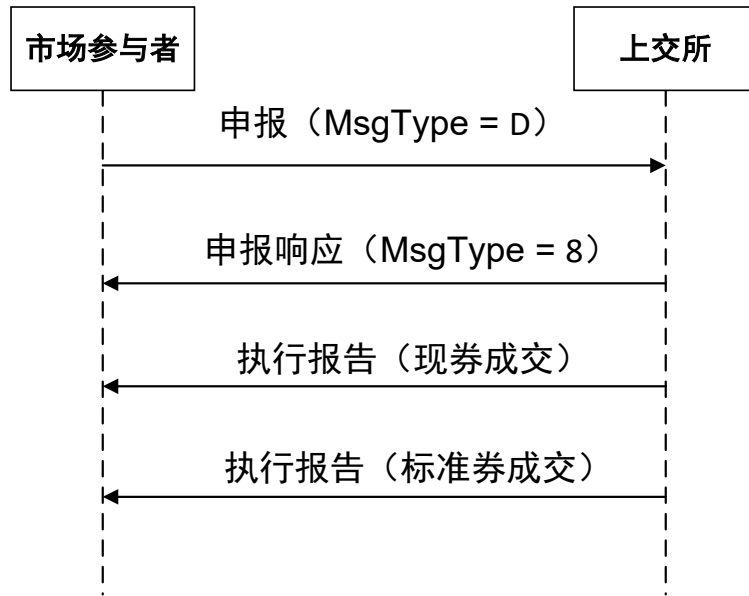 市场参与者
上交所
申报（MsgType = D）
申报响应（MsgType = 8）
执行报告（现券成交）
执行报告（标准券成交）